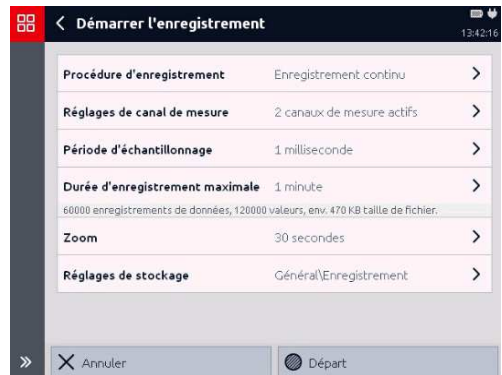 Démarrer l'enregistrement
13:42:16
Procédure d'enregistrement Enregistrement continu
Réglages de canal de mesure 2 canaux de mesure actifs
Période d'échantillonnage 1 milliseconde
Durée d'enregistrement maximale 1 minute
60000 enregistrements de données, 120000 valeurs, env. 470 KB taille de fichier.
Zoom 30 secondes
Réglages de stockage Général\Enregistrement
Annuler Départ